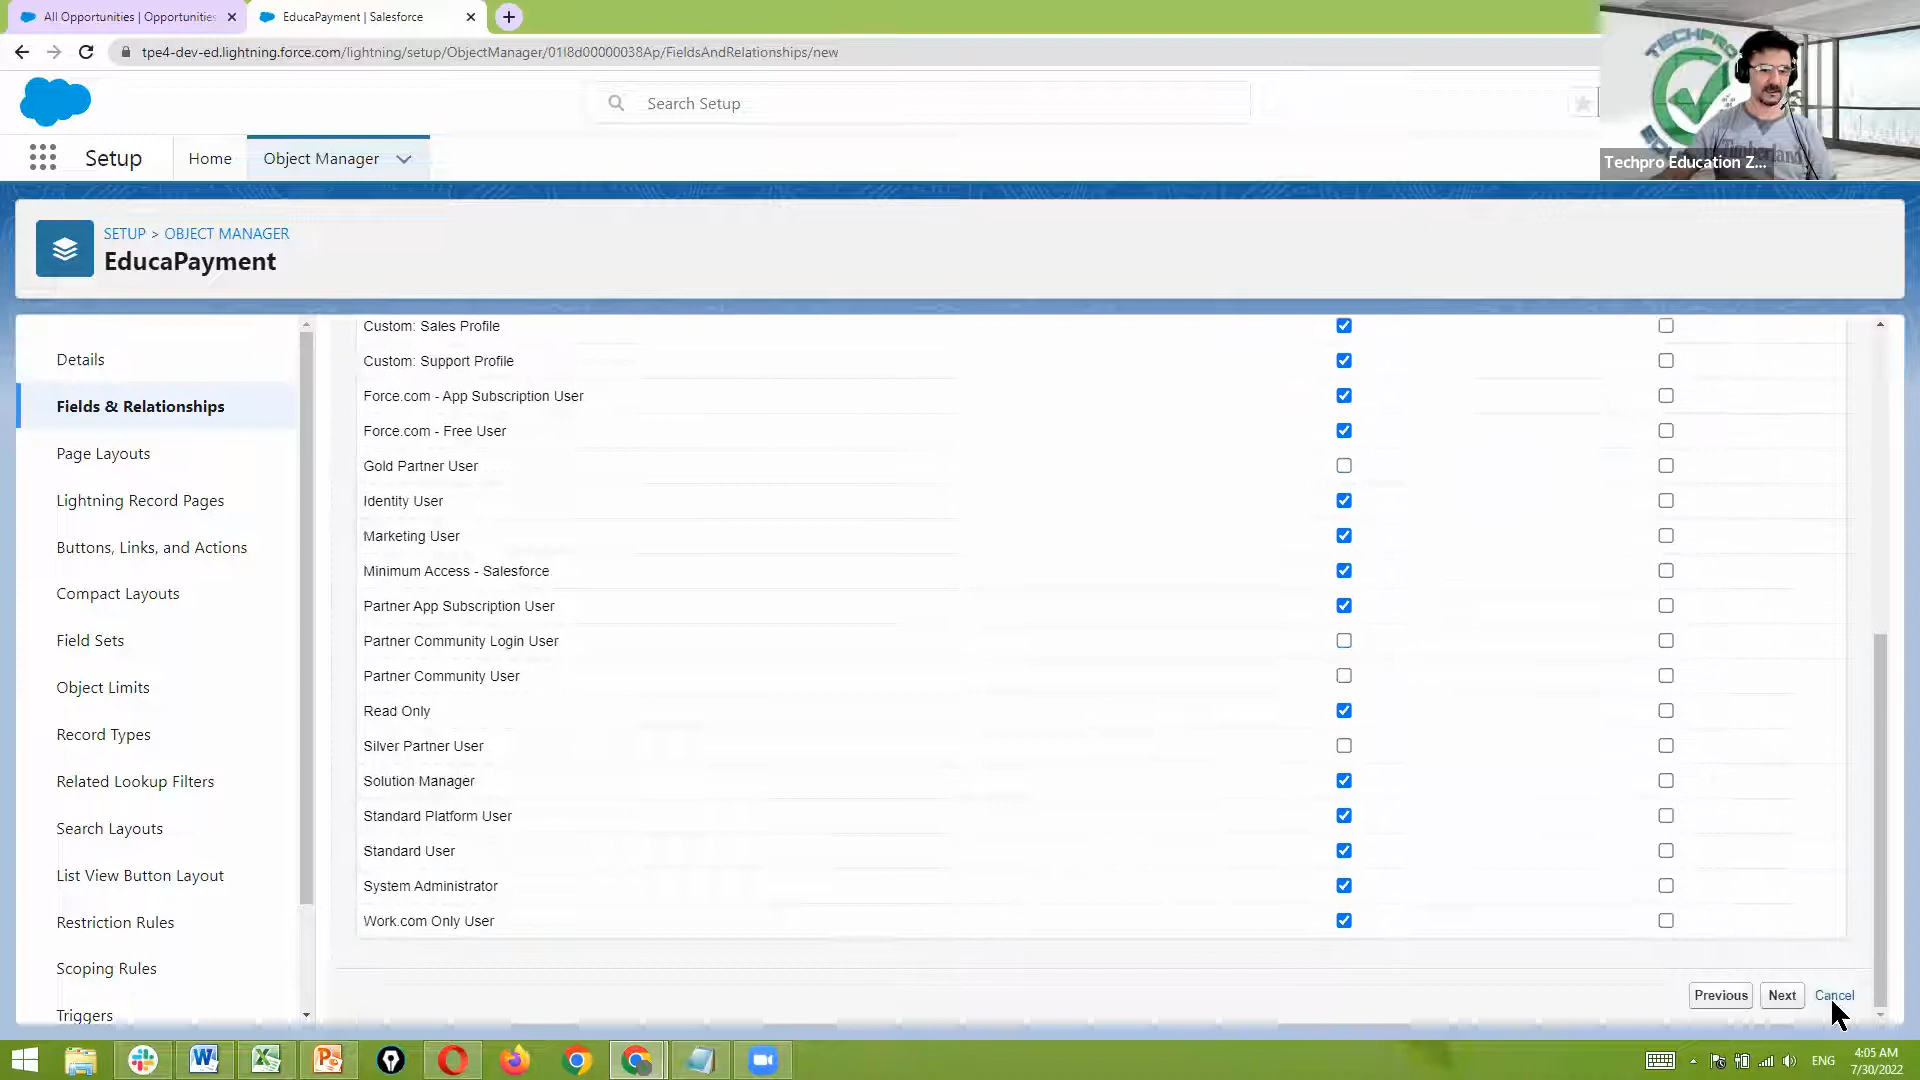 All Opportunities | Opportunities
EducaPayment | Salesforce
tpe4-dev-ed.lightning.force.com/lightning/setup/ObjectManager/01I8d00000038Ap/FieldsAndRelationships/new
TECHPRO
Timberland
Techpro Education Z...
Search Setup
Setup
Home
Object Manager
SETUP > OBJECT MANAGER
EducaPayment
Details
Fields & Relationships
Page Layouts
Lightning Record Pages
Buttons, Links, and Actions
Compact Layouts
Field Sets
Object Limits
Record Types
Related Lookup Filters
Search Layouts
List View Button Layout
Restriction Rules
Scoping Rules
Triggers
Custom: Sales Profile
Custom: Support Profile
Force.com - App Subscription User
Force.com - Free User
Gold Partner User
Identity User
Marketing User
Minimum Access - Salesforce
Partner App Subscription User
Partner Community Login User
Partner Community User
Read Only
Silver Partner User
Solution Manager
Standard Platform User
Standard User
System Administrator
Work.com Only User
Previous
Next
Cancel
ENG
4:05 AM
7/30/2022